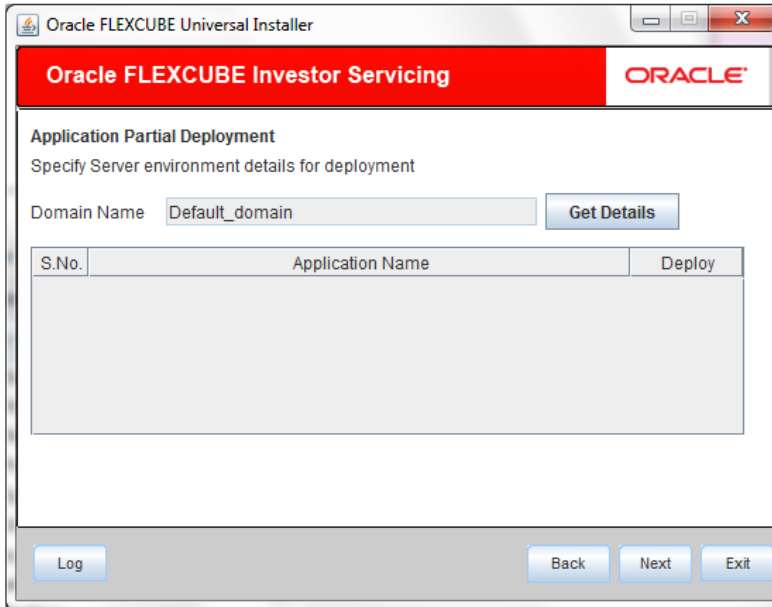 Oracle FLEXCUBE Universal Installer
Oracle FLEXCUBE Investor Servicing ORACLE
Application Partial Deployment
Specify Server environment details for deployment
Domain Name Default_domain Get Details
S.No. Application Name Deploy
Log Back Next Exit